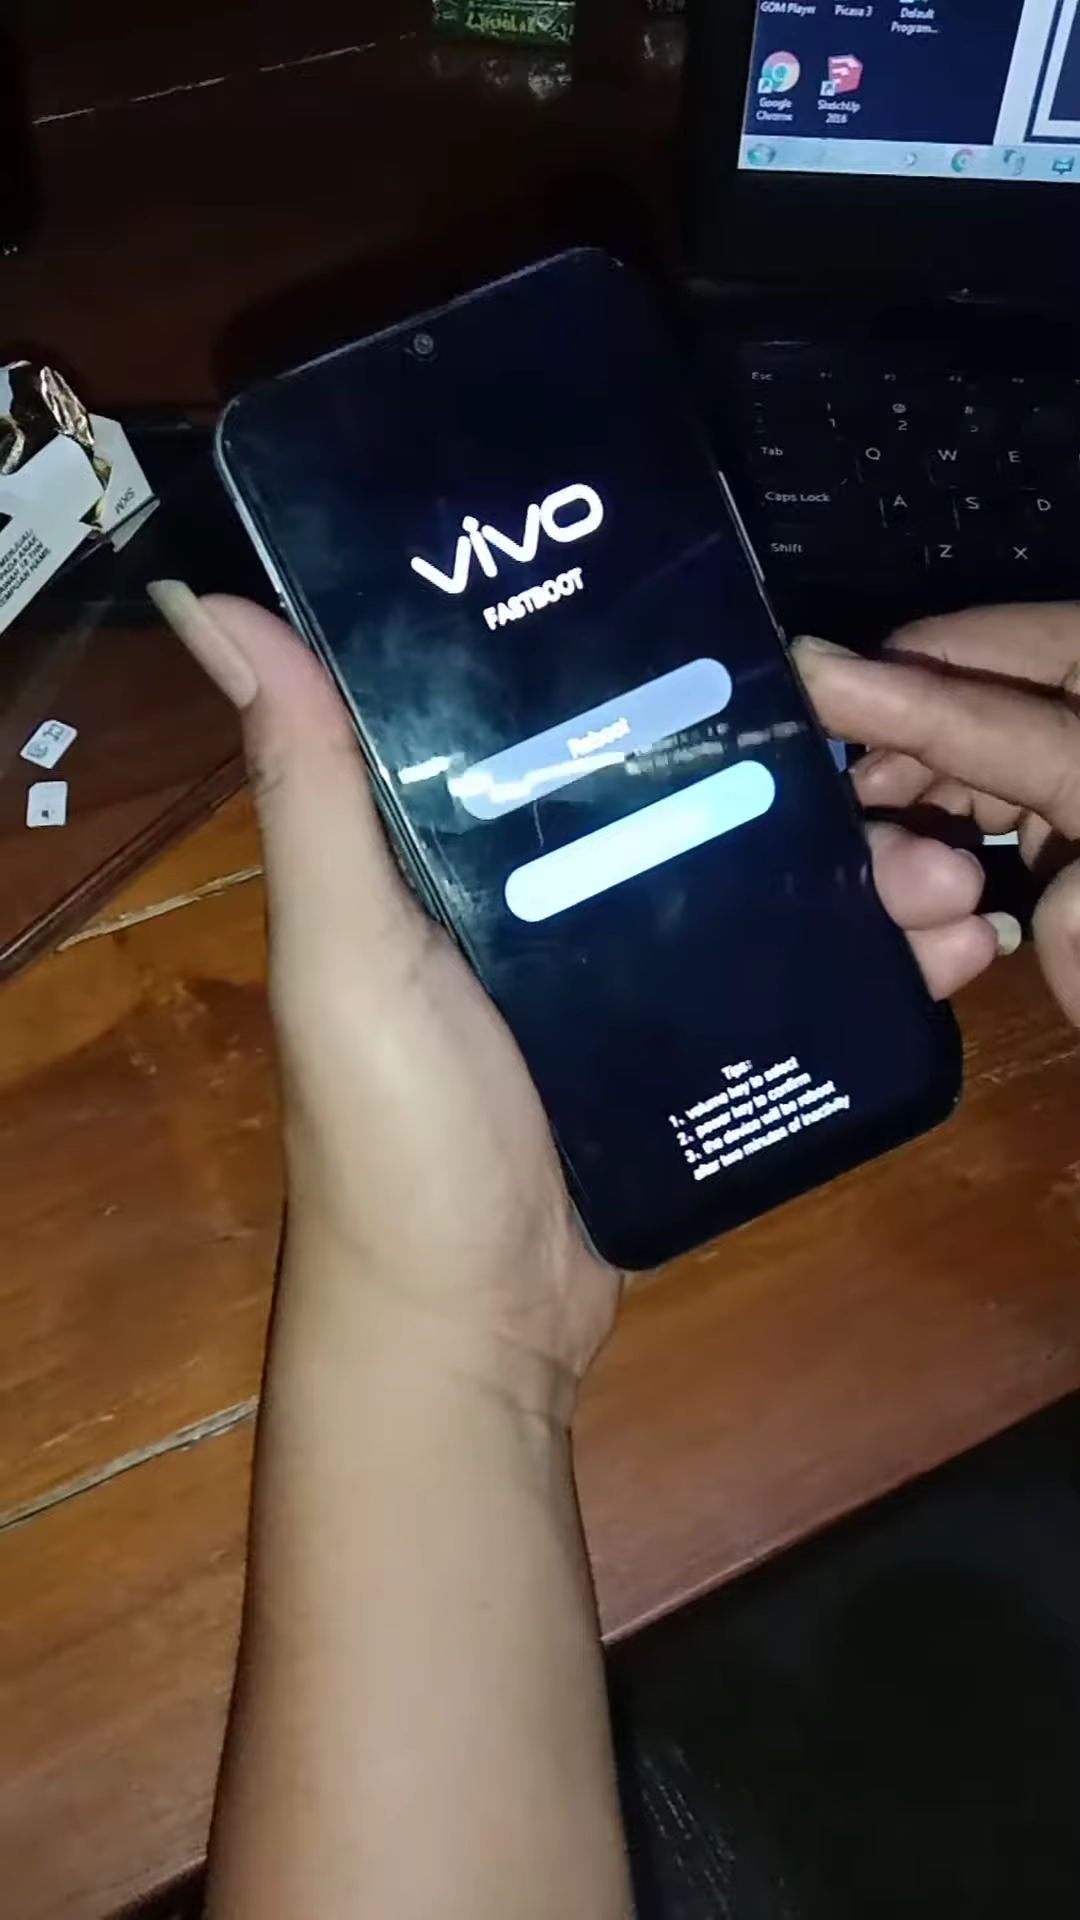 GOM Player
Picasa 3
Default
Program...
Google
Chrome
SketchUp
2016
Esc
2
Tab
Q
W
E
Caps Lock
A
S
D
Shift
Z
X
vivo
FASTBOOT
Reboot
Tips:
1、volume key to select
2、power key to confirm
3、the device will be reboot
after two minutes of inactivity
SKM